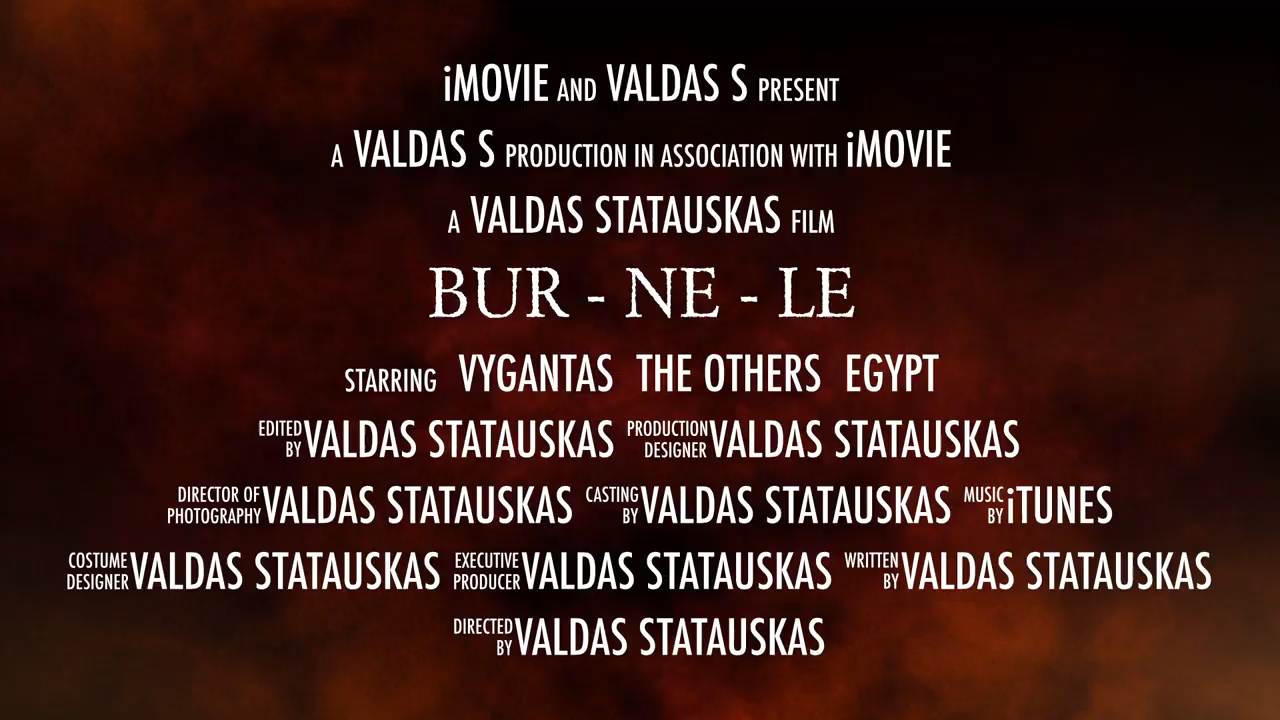 iMOVIE AND VALDAS S PRESENT
A VALDAS S PRODUCTION IN ASSOCIATION WITH iMOVIE
A VALDAS STATAUSKAS FILM
BUR - NE - LE
STARRING VYGANTAS THE OTHERS EGYPT
EDITED BY VALDAS STATAUSKAS PRODUCTION DESIGNER VALDAS STATAUSKAS
DIRECTOR OF PHOTOGRAPHY VALDAS STATAUSKAS CASTING BY VALDAS STATAUSKAS MUSIC BY iTUNES
COSTUME DESIGNER VALDAS STATAUSKAS EXECUTIVE PRODUCER VALDAS STATAUSKAS WRITTEN BY VALDAS STATAUSKAS
DIRECTED BY VALDAS STATAUSKAS